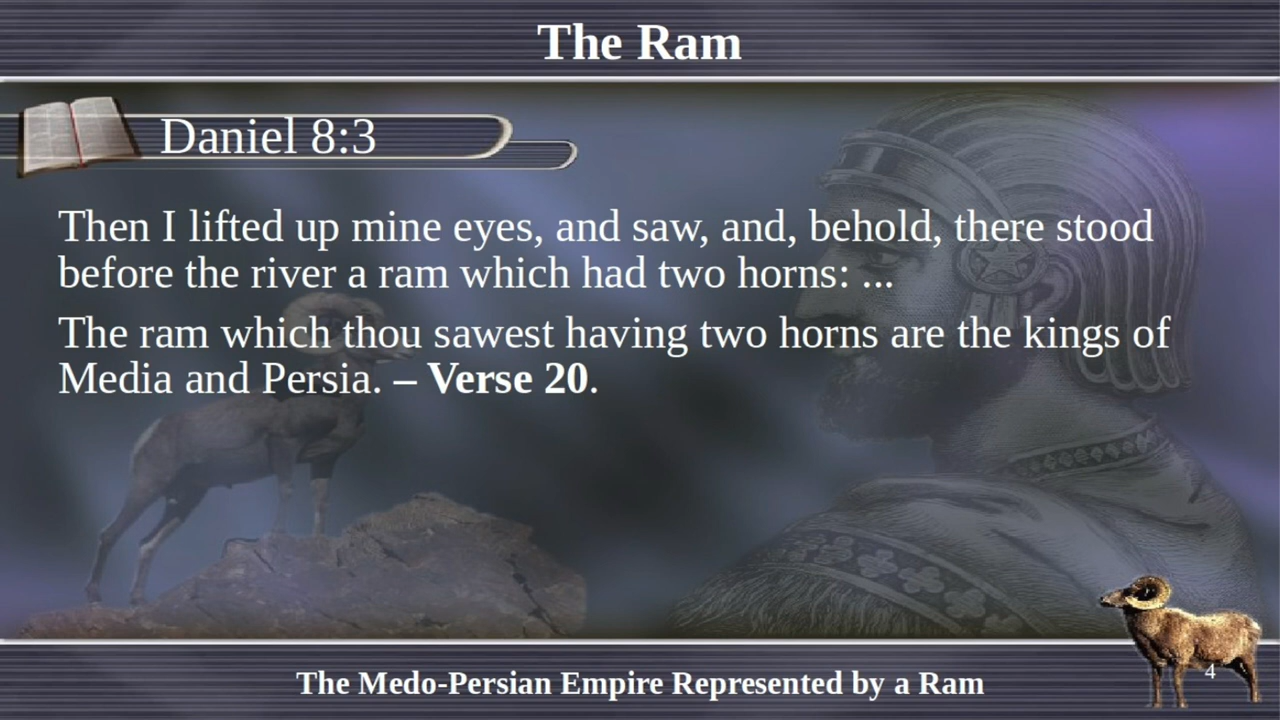 The Ram
Daniel 8:3
Then I lifted up mine eyes, and saw, and, behold, there stood
before the river a ram which had two horns: ...
The ram which thou sawest having two horns are the kings of
Media and Persia. – Verse 20.
The Medo-Persian Empire Represented by a Ram
4